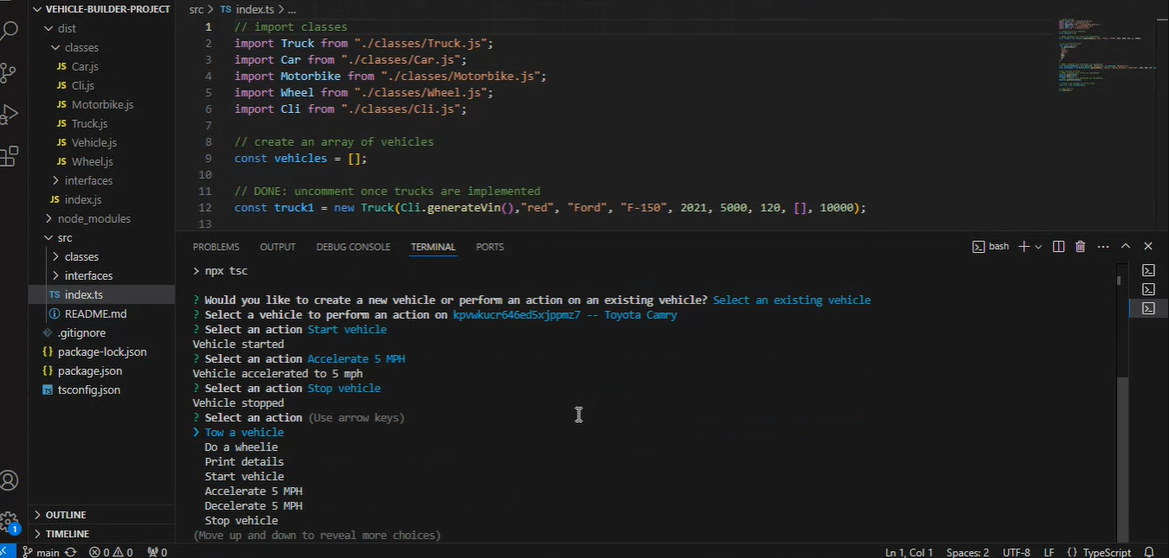 VEHICLE-BUILDER-PROJECT
dist
classes
JS Car.js
JS Cli.js
JS Motorbike.js
JS Truck.js
JS Vehicle.js
JS Wheel.js
interfaces
JS index.js
node_modules
src
classes
interfaces
TS index.ts
README.md
.gitignore
{} package-lock.json
{} package.json
tsconfig.json
OUTLINE
TIMELINE
1
src > TS index.ts > ...
1 // import classes
2 import Truck from "./classes/Truck.js";
3 import Car from "./classes/Car.js";
4 import Motorbike from "./classes/Motorbike.js";
5 import Wheel from "./classes/Wheel.js";
6 import Cli from "./classes/Cli.js";
7
8 // create an array of vehicles
9 const vehicles = [];
10
11 // DONE: uncomment once trucks are implemented
12 const truck1 = new Truck(Cli.generateVin(),"red", "Ford", "F-150", 2021, 5000, 120, [], 10000);
13
PROBLEMS OUTPUT DEBUG CONSOLE TERMINAL PORTS bash
> npx tsc
? Would you like to create a new vehicle or perform an action on an existing vehicle? Select an existing vehicle
? Select a vehicle to perform an action on kpvwkucr646ed5xjppmz7 -- Toyota Camry
? Select an action Start vehicle
Vehicle started
? Select an action Accelerate 5 MPH
Vehicle accelerated to 5 mph
? Select an action Stop vehicle
Vehicle stopped
? Select an action (Use arrow keys)
> Tow a vehicle
Do a wheelie
Print details
Start vehicle
Accelerate 5 MPH
Decelerate 5 MPH
Stop vehicle
(Move up and down to reveal more choices)
main 0 0 0 Ln 1, Col 1 Spaces: 2 UTF-8 LF {} TypeScript